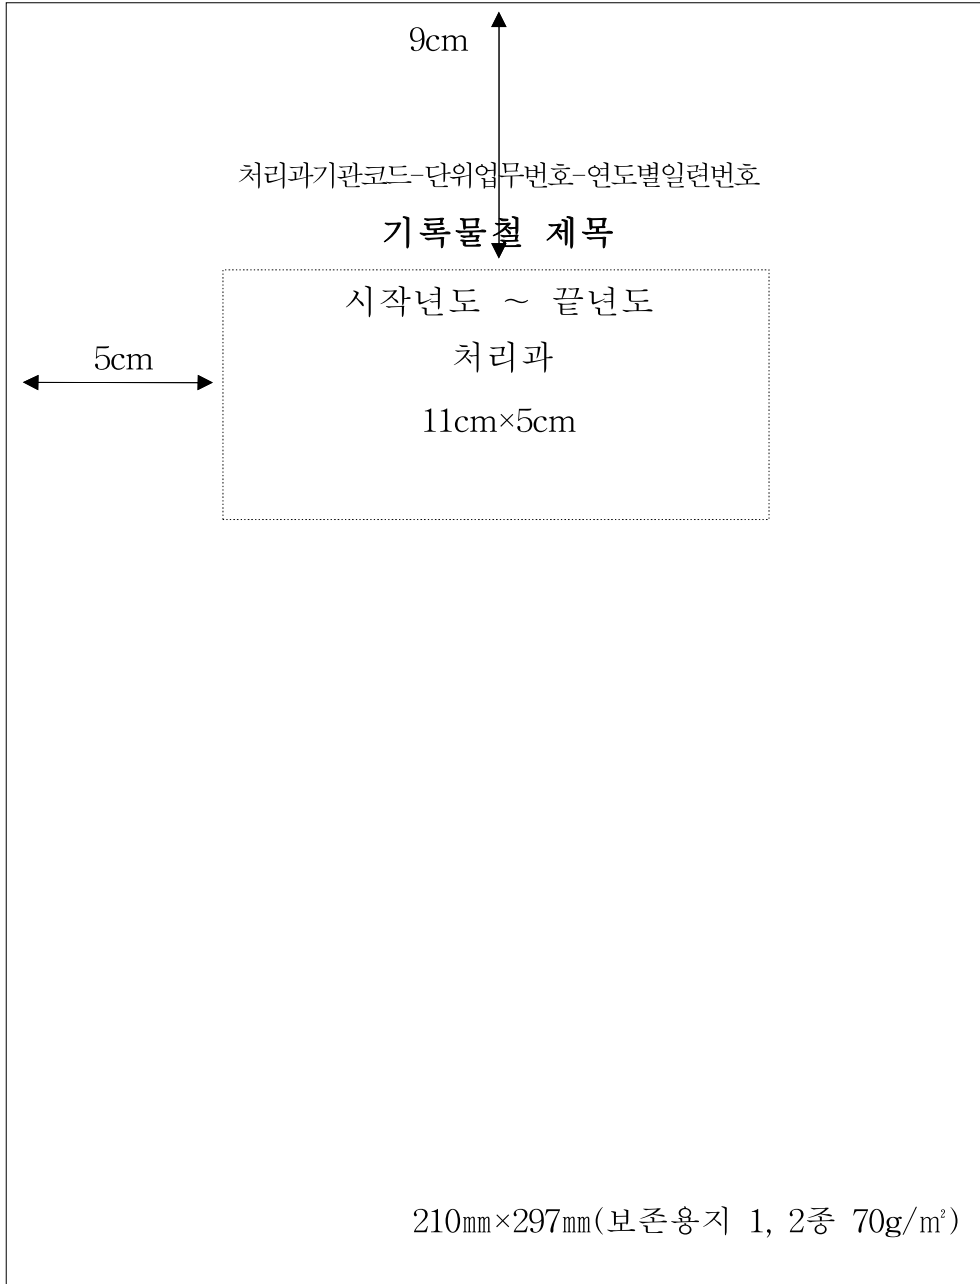 9cm
처리과기관코드-단위업무번호-연도별일련번호
기록물철 제목
시작년도 ~ 끝년도
처리과
5cm
11cm×5cm
210㎜×297㎜(보존용지 1, 2종 70g/㎡)